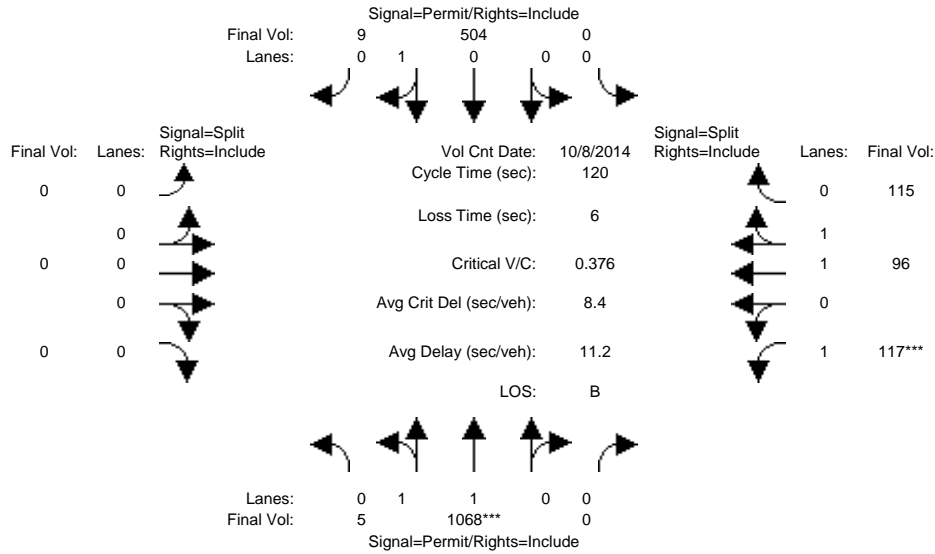 Signal=Permit/Rights=Include
Final Vol: 9 504 0
Lanes: 0 1 0 0 0
Signal=Split Signal=Split
Final Vol: Lanes: Rights=Include Vol Cnt Date: 10/8/2014 Rights=Include Lanes: Final Vol:
0 0 Cycle Time (sec): 120 0 115
Loss Time (sec): 6
0 1
0 0 Critical V/C: 0.376 1 96
0 Avg Crit Del (sec/veh): 8.4 0
0 0 Avg Delay (sec/veh): 11.2 1 117***
LOS: B
Lanes: 0 1 1 0 0
Final Vol: 5 1068*** 0
Signal=Permit/Rights=Include